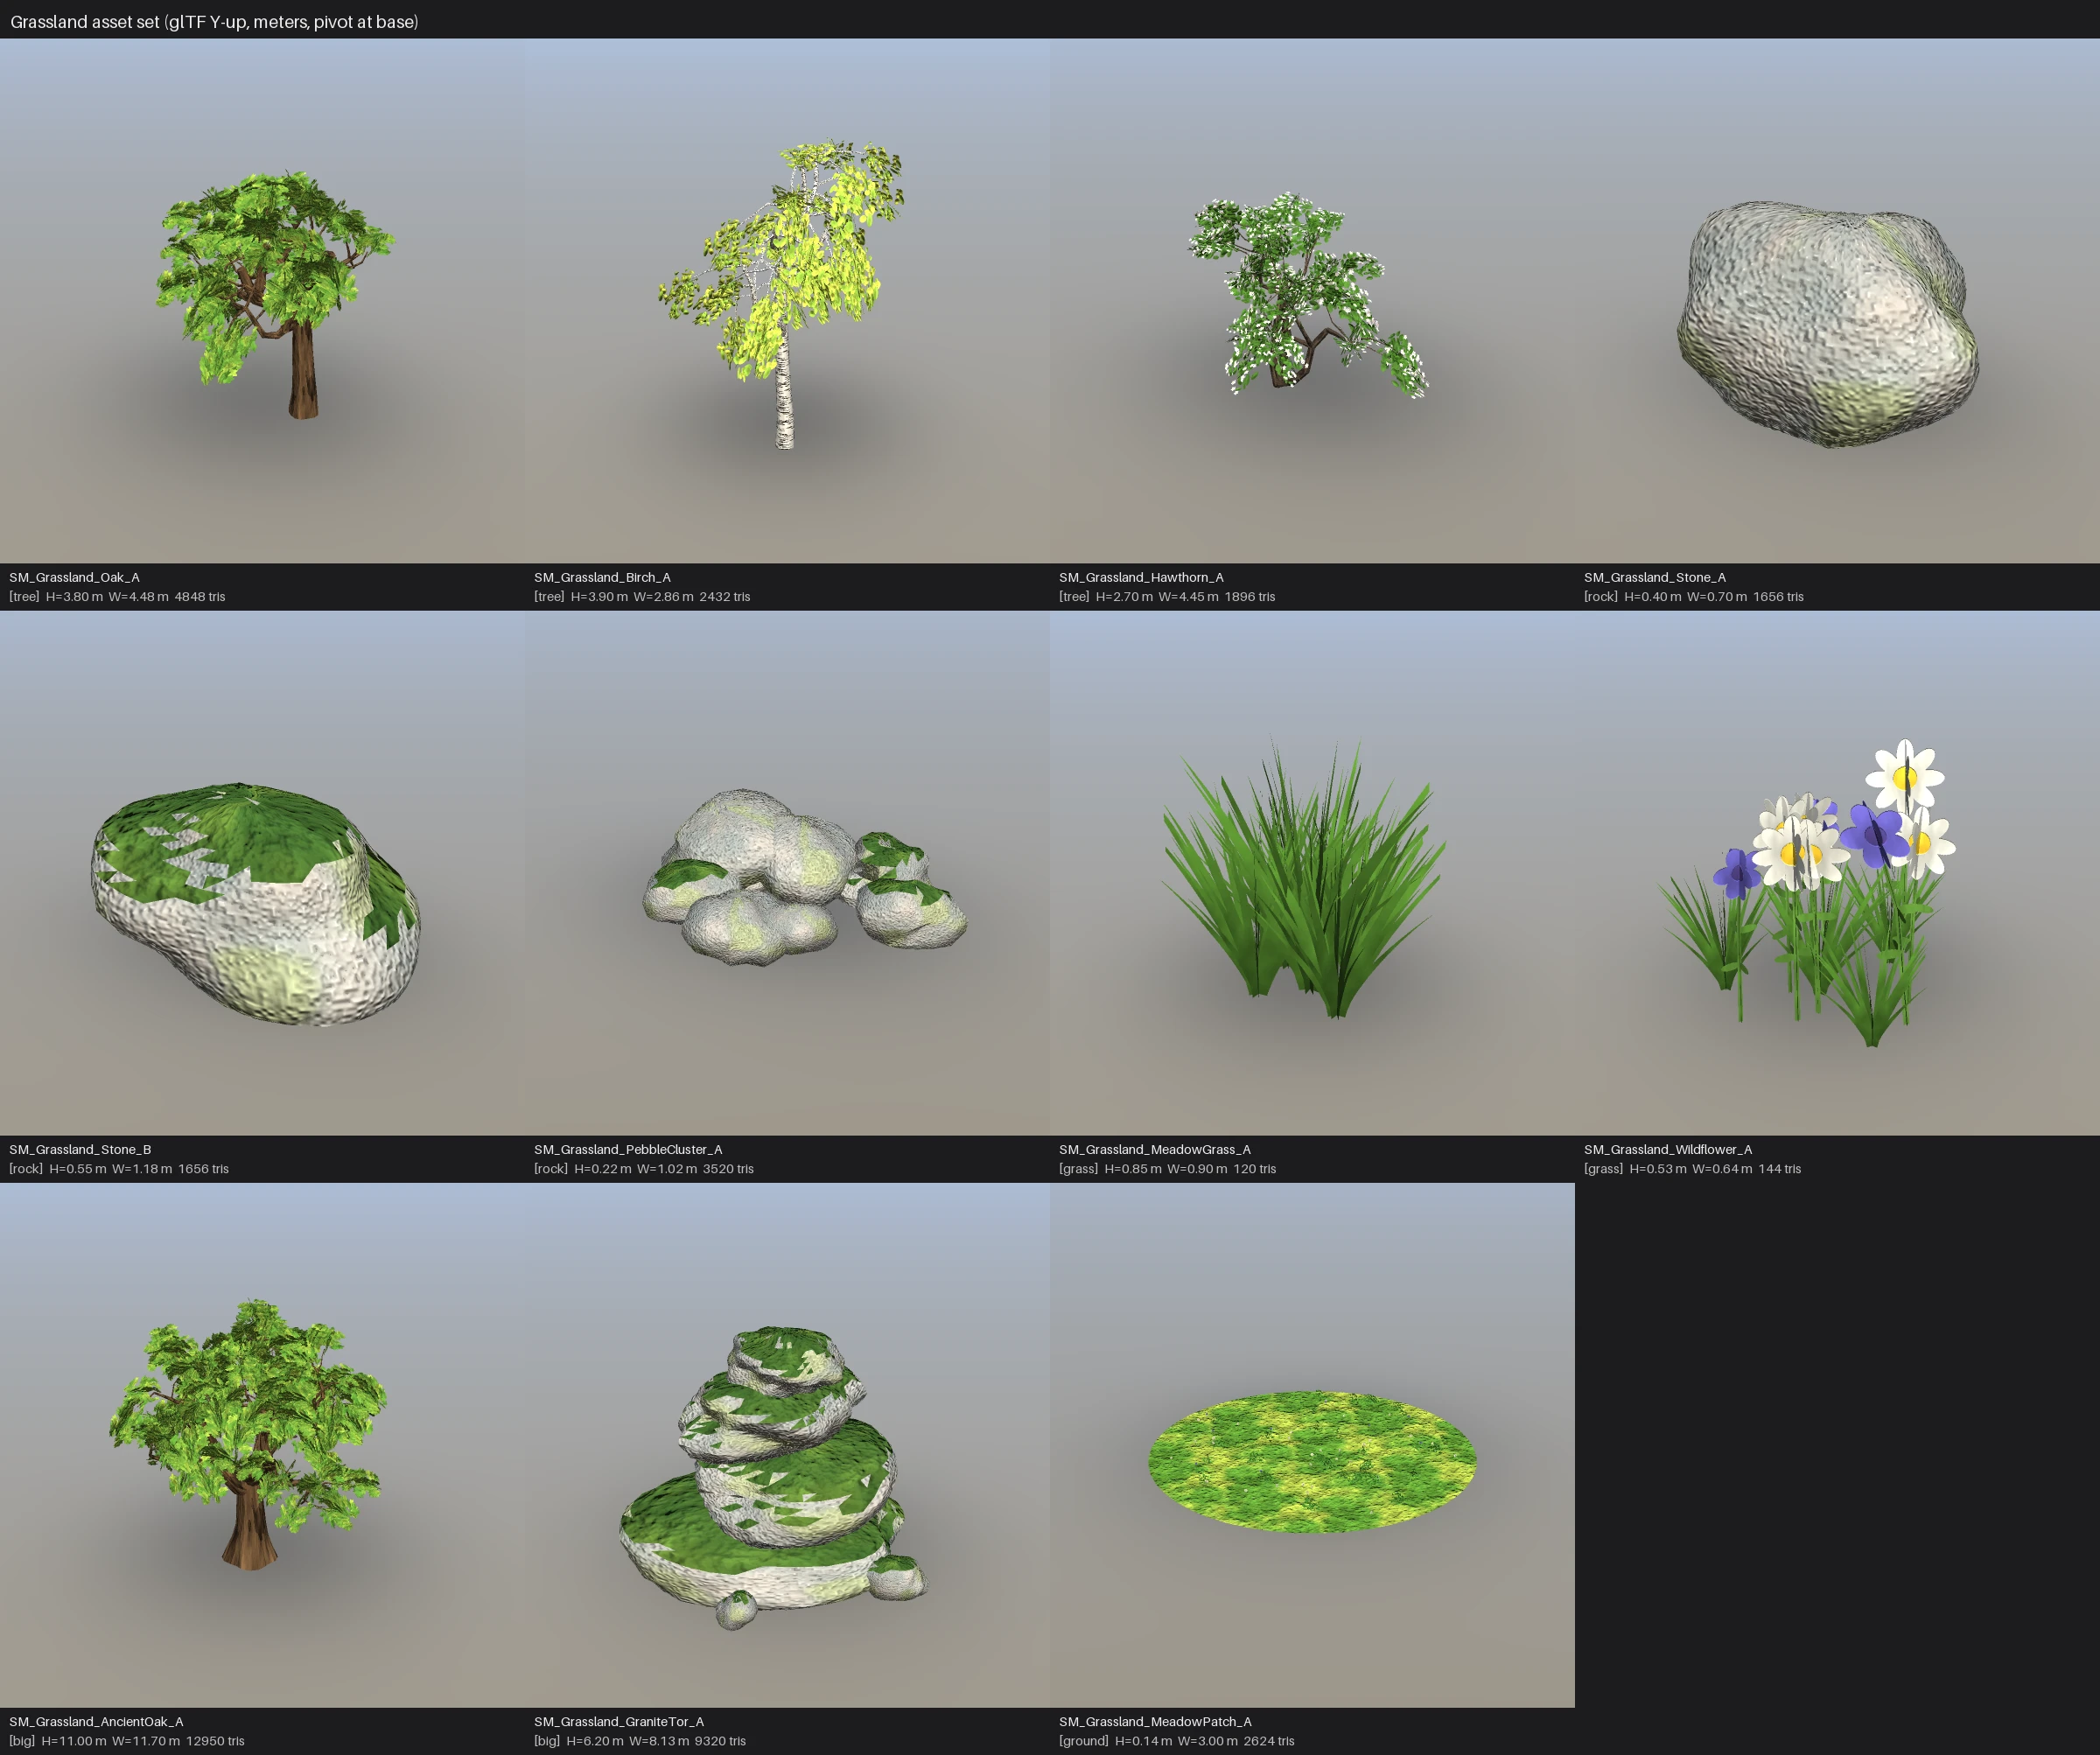 Grassland asset set (glTF Y-up, meters, pivot at base)
SM_Grassland_Oak_A
[tree] H=3.80 m W=4.48 m 4848 tris
SM_Grassland_Birch_A
[tree] H=3.90 m W=2.86 m 2432 tris
SM_Grassland_Hawthorn_A
[tree] H=2.70 m W=4.45 m 1896 tris
SM_Grassland_Stone_A
[rock] H=0.40 m W=0.70 m 1656 tris
SM_Grassland_Stone_B
[rock] H=0.55 m W=1.18 m 1656 tris
SM_Grassland_PebbleCluster_A
[rock] H=0.22 m W=1.02 m 3520 tris
SM_Grassland_MeadowGrass_A
[grass] H=0.85 m W=0.90 m 120 tris
SM_Grassland_Wildflower_A
[grass] H=0.53 m W=0.64 m 144 tris
SM_Grassland_AncientOak_A
[big] H=11.00 m W=11.70 m 12950 tris
SM_Grassland_GraniteTor_A
[big] H=6.20 m W=8.13 m 9320 tris
SM_Grassland_MeadowPatch_A
[ground] H=0.14 m W=3.00 m 2624 tris